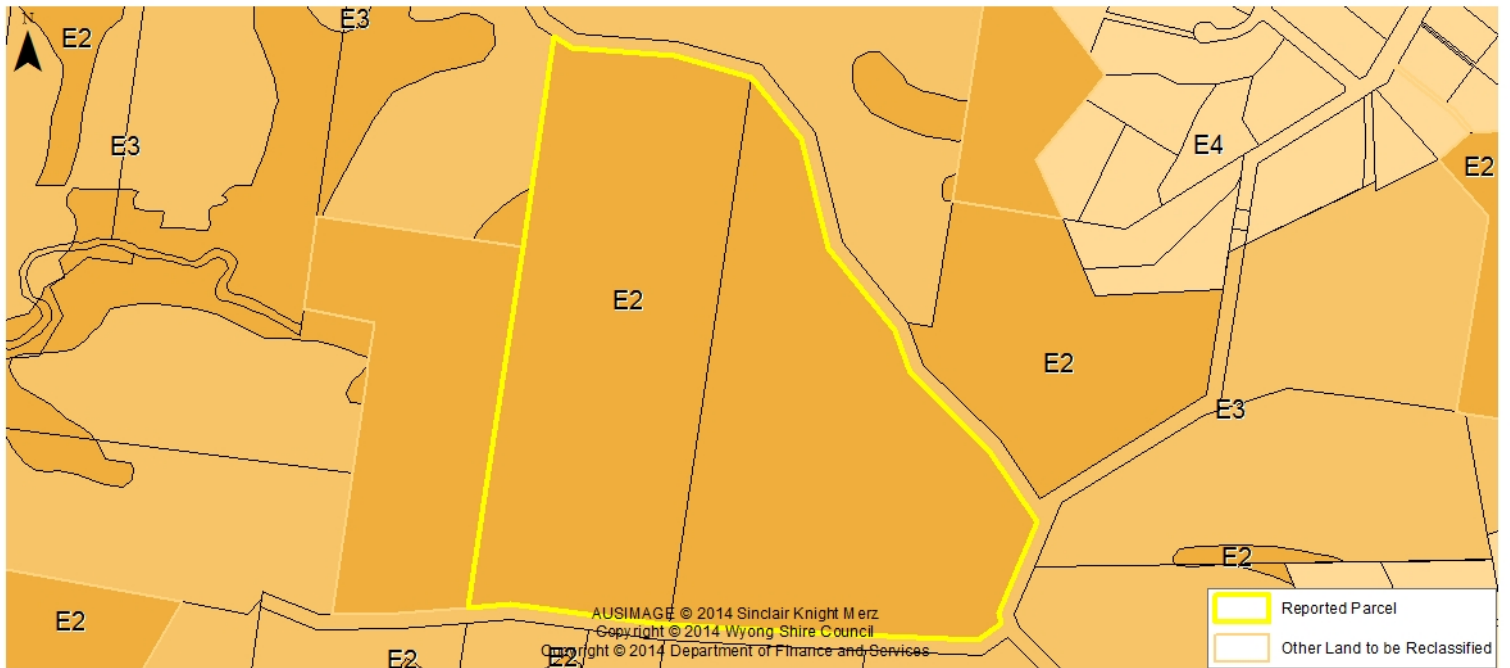 N
E2
E3
E3
E4
E2
E2
E2
E3
E2
E2
E2
E2
AUSIMAGE © 2014 Sinclair Knight Merz
Copyright © 2014 Wyong Shire Council
Copyright © 2014 Department of Finance and Services
Reported Parcel
Other Land to be Reclassified